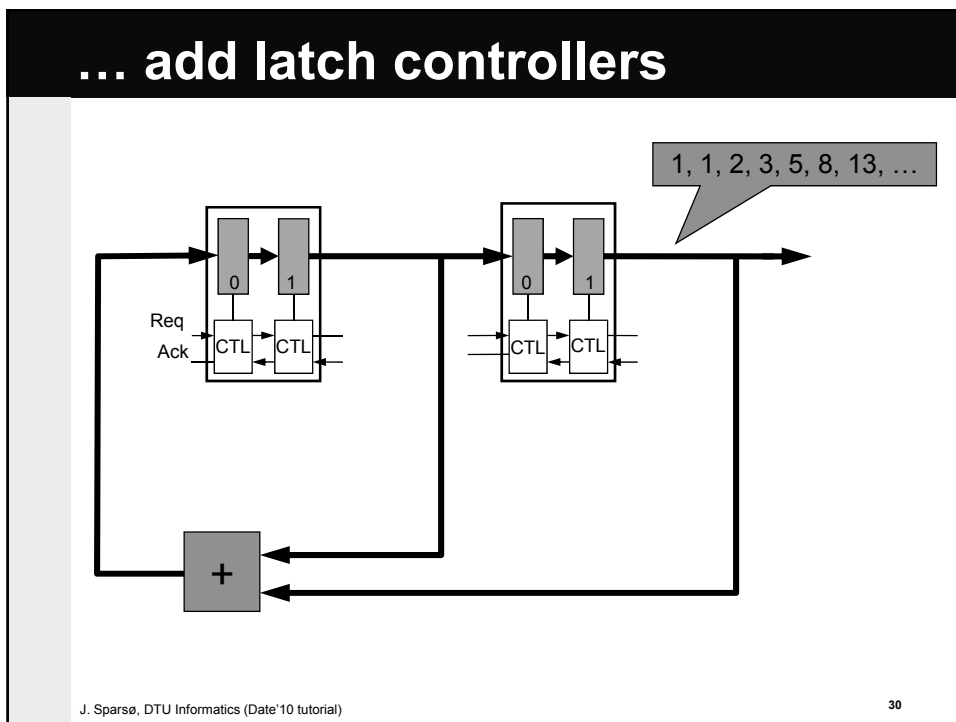 … add latch controllers
1, 1, 2, 3, 5, 8, 13, …
0 1 0 1
Req
Ack
CTL CTL CTL CTL
+
J. Sparsø, DTU Informatics (Date'10 tutorial)
30